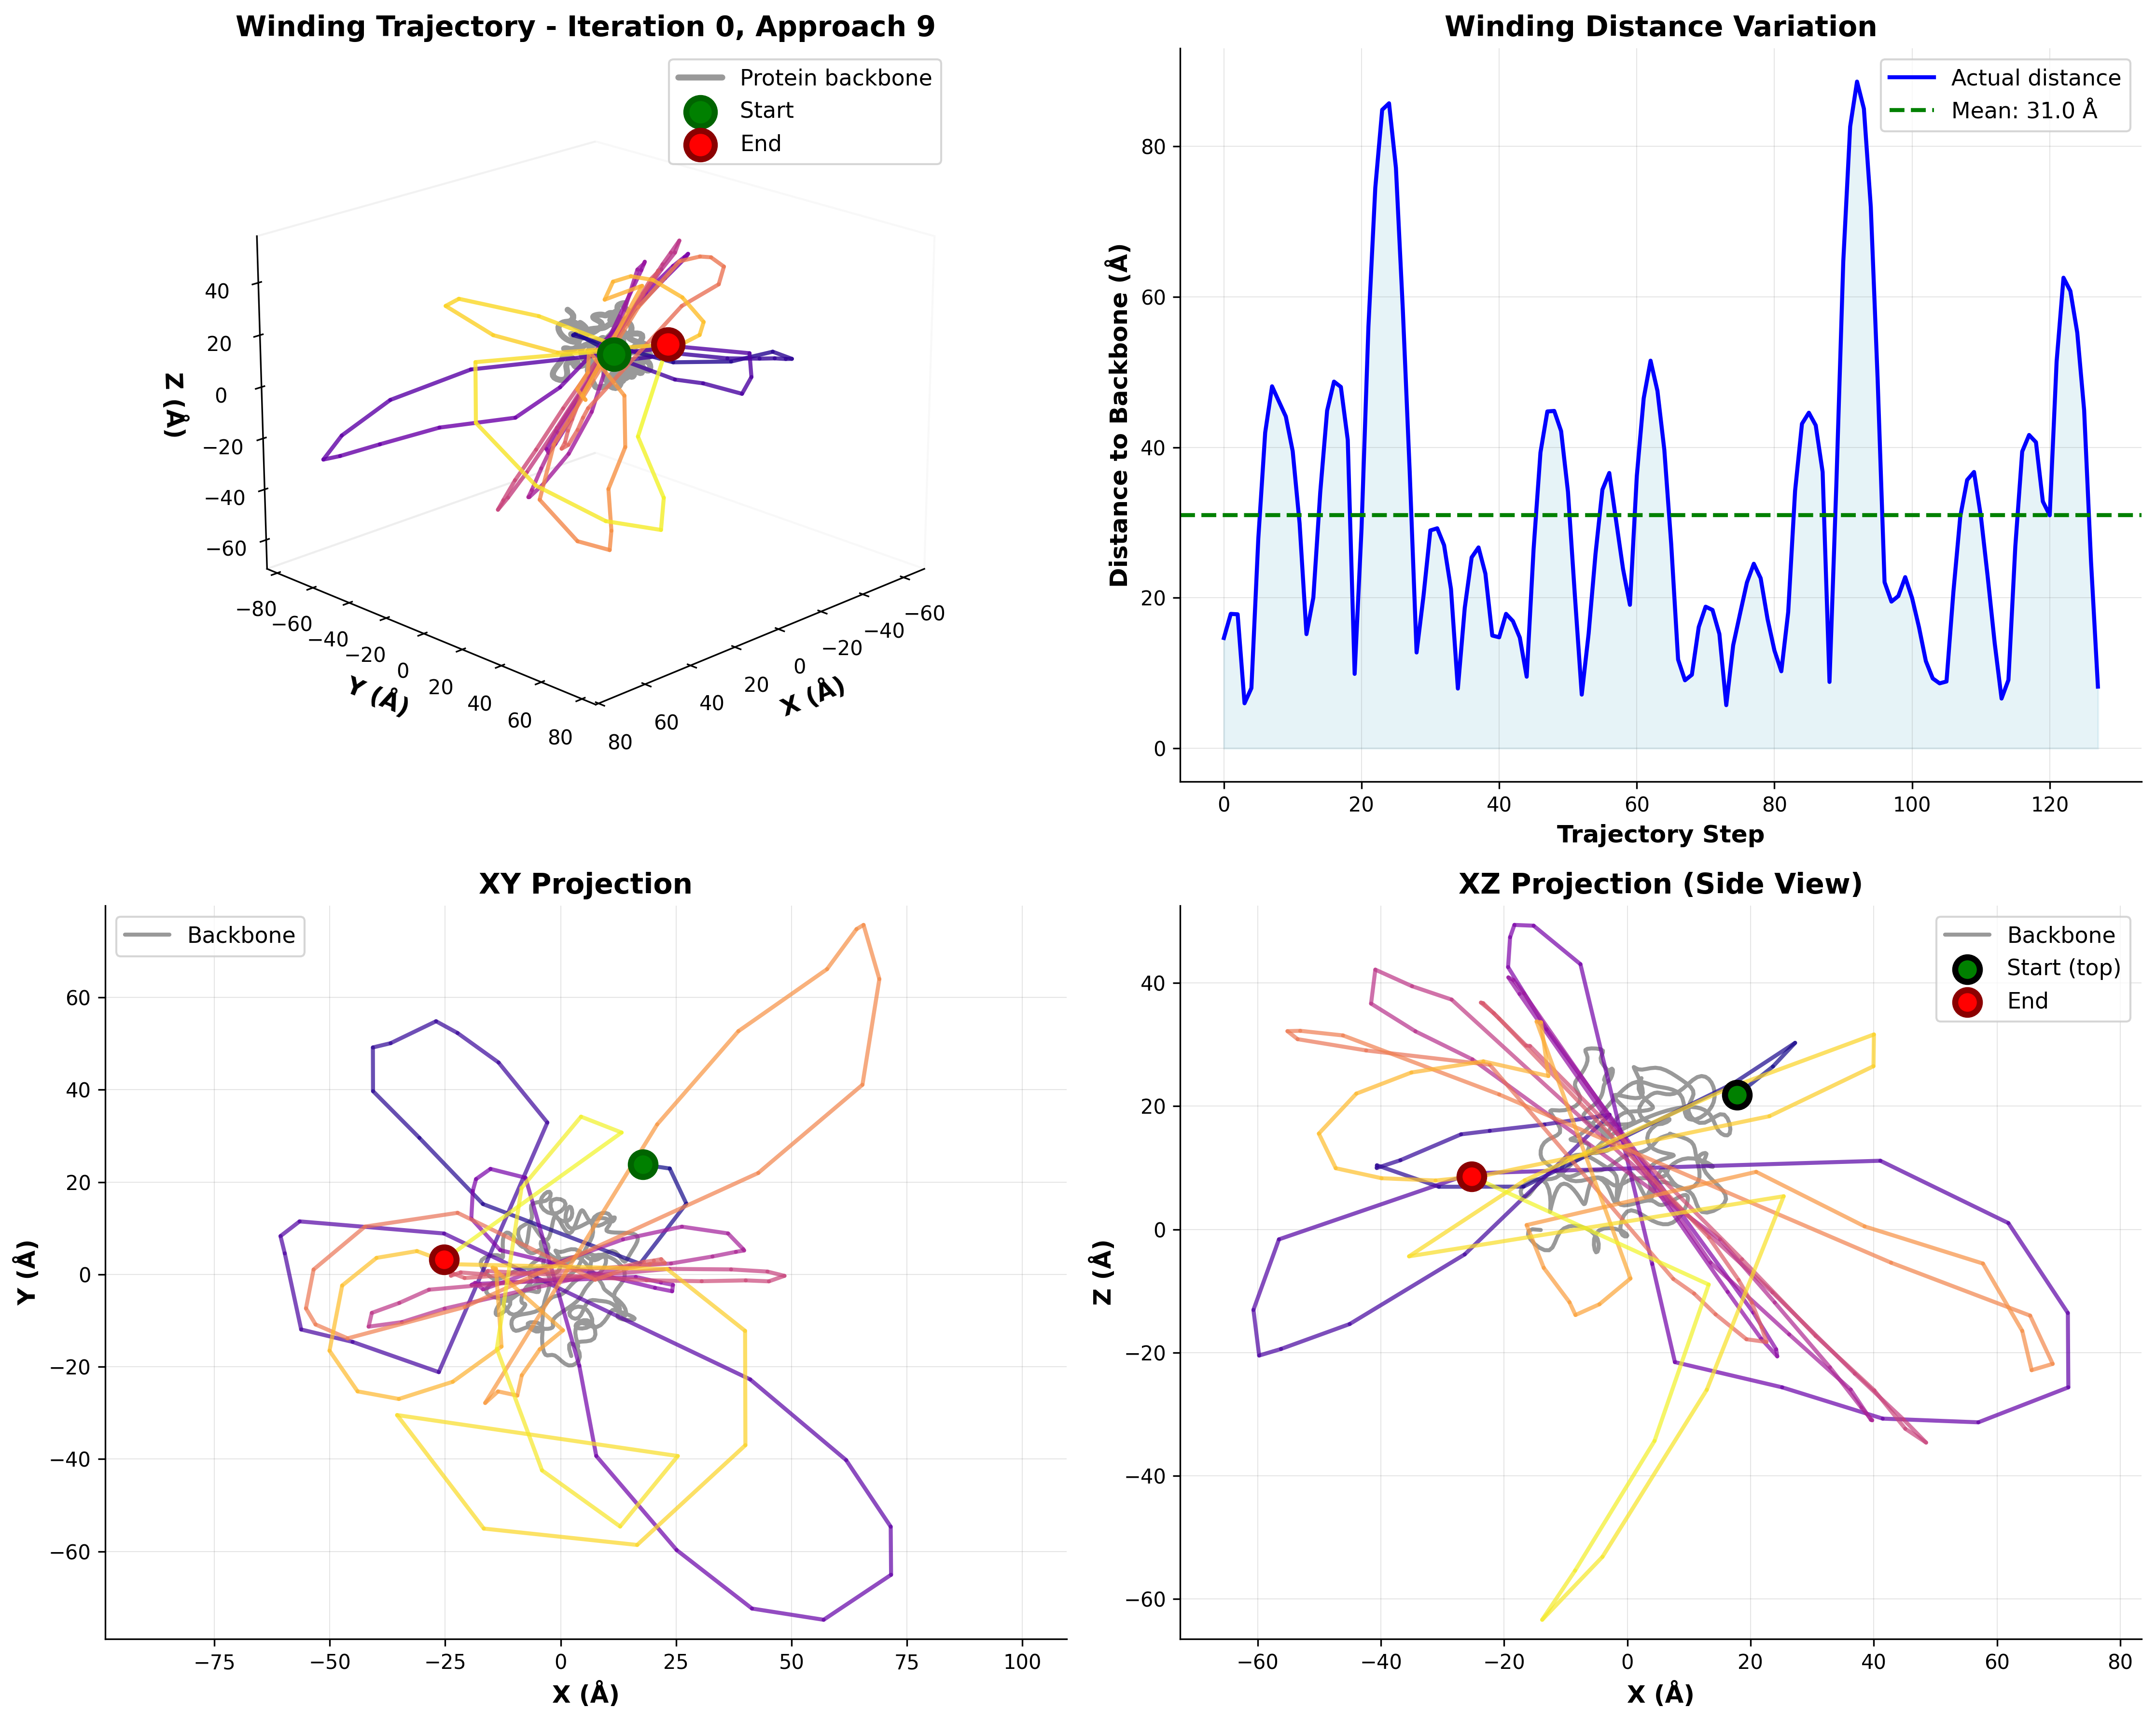 Winding Trajectory - Iteration 0, Approach 9
Protein backbone
Start
End
40
20
0
−20
−40
−60
Z (Å)
−80
−60
−40
−20
0
20
40
60
80
Y (Å)
80
60
40
20
0
−20
−40
−60
X (Å)
Winding Distance Variation
Actual distance
Mean: 31.0 Å
80
60
40
20
0
Distance to Backbone (Å)
0 20 40 60 80 100 120
Trajectory Step
XY Projection
Backbone
60
40
20
0
−20
−40
−60
Y (Å)
−75 −50 −25 0 25 50 75 100
X (Å)
XZ Projection (Side View)
Backbone
Start (top)
End
40
20
0
−20
−40
−60
Z (Å)
−60 −40 −20 0 20 40 60 80
X (Å)